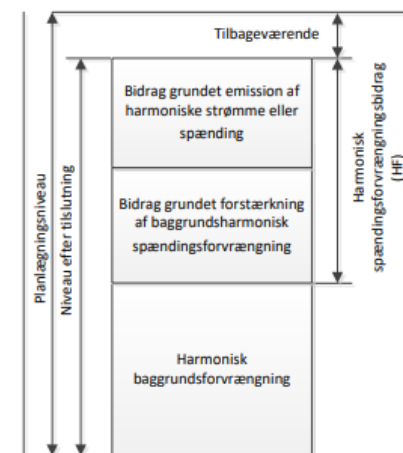 Tilbageværende
Bidrag grundet emission af
harmoniske strømme eller
spænding
Bidrag grundet forstærkning
af baggrundsharmonisk
spændingsforvrængning
Harmonisk
baggrundsforvrængning
Planlægningsniveau
Niveau efter tilslutning
Harmonisk
spændingsforvrængningsbidrag
(HF)